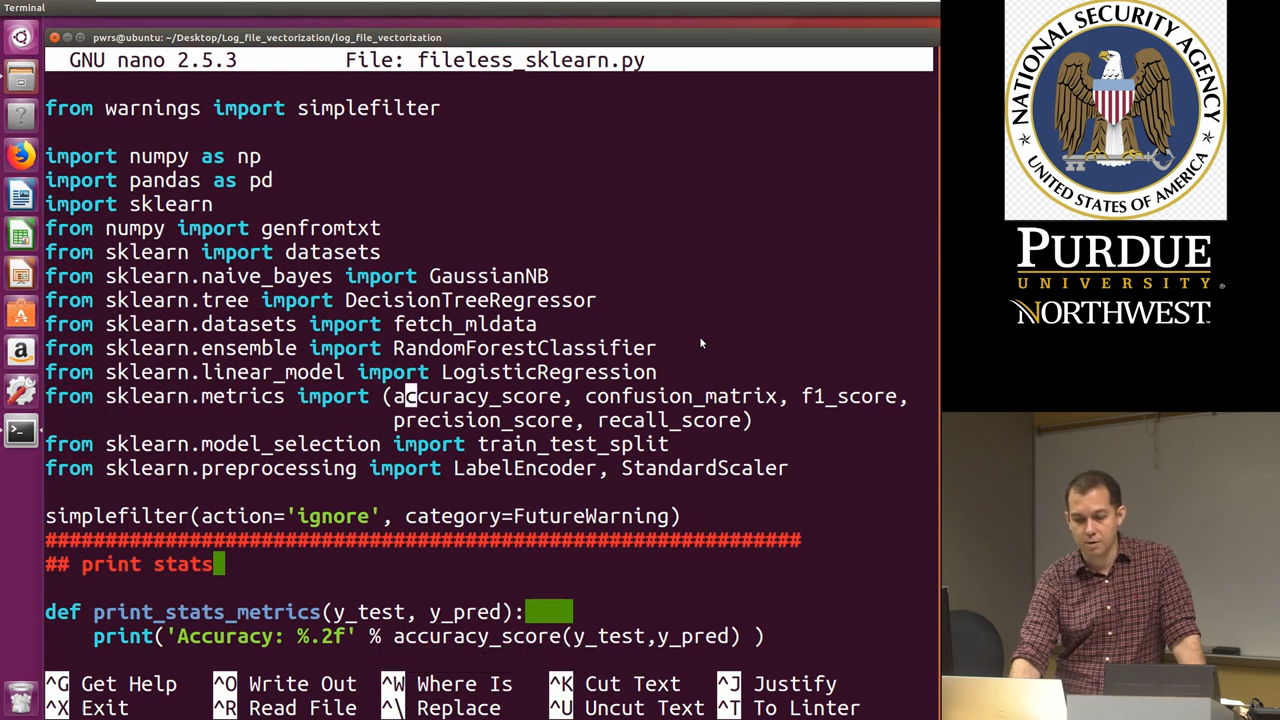 Terminal
pwrs@ubuntu: ~/Desktop/Log_file_vectorization/log_file_vectorization
GNU nano 2.5.3 File: fileless_sklearn.py
from warnings import simplefilter
import numpy as np
import pandas as pd
import sklearn
from numpy import genfromtxt
from sklearn import datasets
from sklearn.naive_bayes import GaussianNB
from sklearn.tree import DecisionTreeRegressor
from sklearn.datasets import fetch_mldata
from sklearn.ensemble import RandomForestClassifier
from sklearn.linear_model import LogisticRegression
from sklearn.metrics import (accuracy_score, confusion_matrix, f1_score,
precision_score, recall_score)
from sklearn.model_selection import train_test_split
from sklearn.preprocessing import LabelEncoder, StandardScaler
simplefilter(action='ignore', category=FutureWarning)
###############################################################
## print stats
def print_stats_metrics(y_test, y_pred):
print('Accuracy: %.2f' % accuracy_score(y_test,y_pred) )
^G Get Help ^O Write Out ^W Where Is ^K Cut Text ^J Justify
^X Exit ^R Read File ^\ Replace ^U Uncut Text ^T To Linter
NATIONAL SECURITY AGENCY
UNITED STATES OF AMERICA
PURDUE
UNIVERSITY®
NORTHWEST™